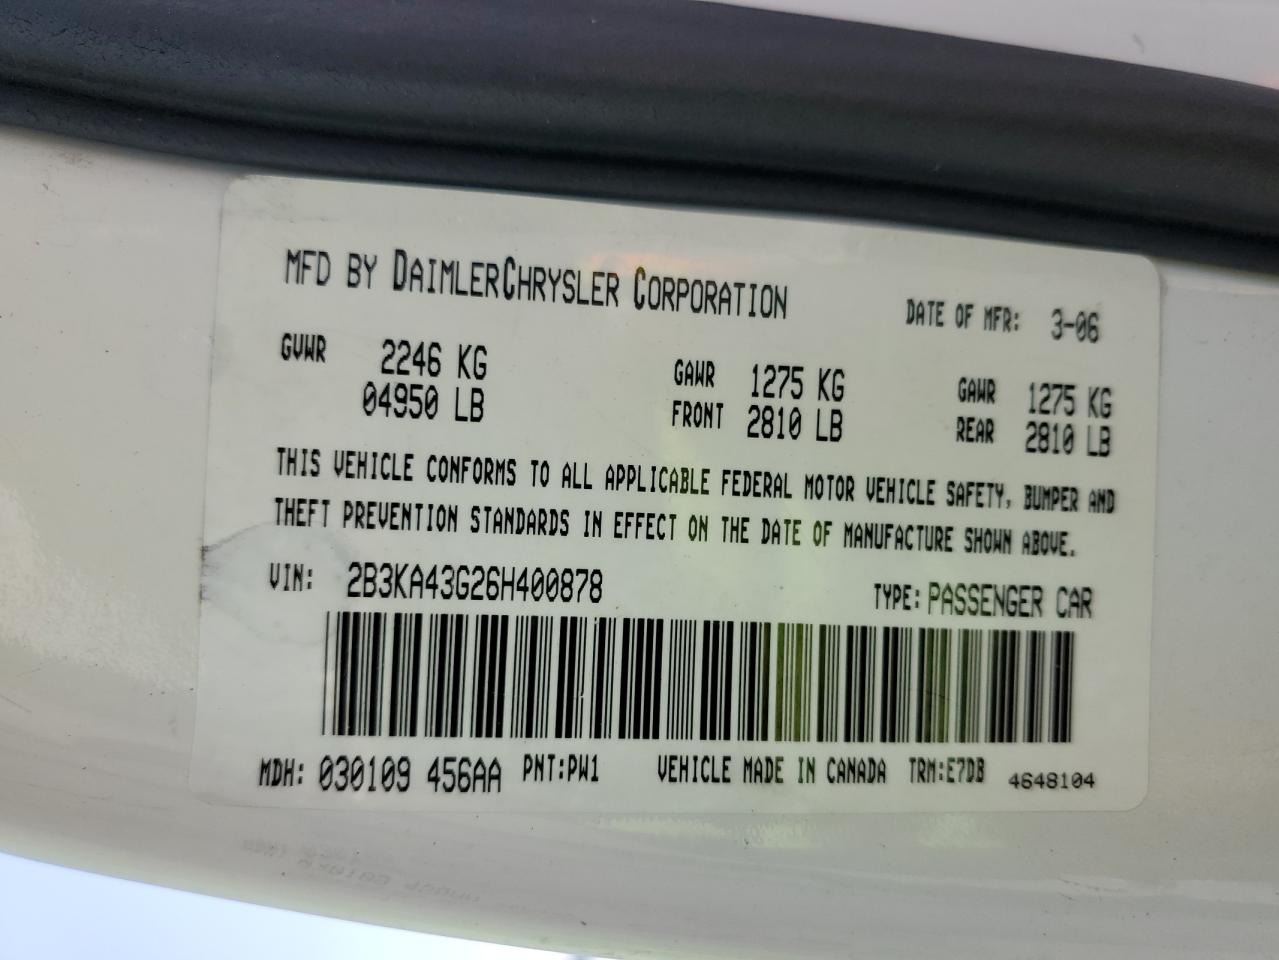 MFD BY DAIMLERCHRYSLER CORPORATION DATE OF MFR: 3-06
GVWR 2246 KG GAWR 1275 KG GAWR 1275 KG
04950 LB FRONT 2810 LB REAR 2810 LB
THIS VEHICLE CONFORMS TO ALL APPLICABLE FEDERAL MOTOR VEHICLE SAFETY, BUMPER AND
THEFT PREVENTION STANDARDS IN EFFECT ON THE DATE OF MANUFACTURE SHOWN ABOVE.
VIN: 2B3KA43G26H400878 TYPE: PASSENGER CAR
MDH: 030109 456AA PNT:PW1 VEHICLE MADE IN CANADA TRM:E7DB 4648104